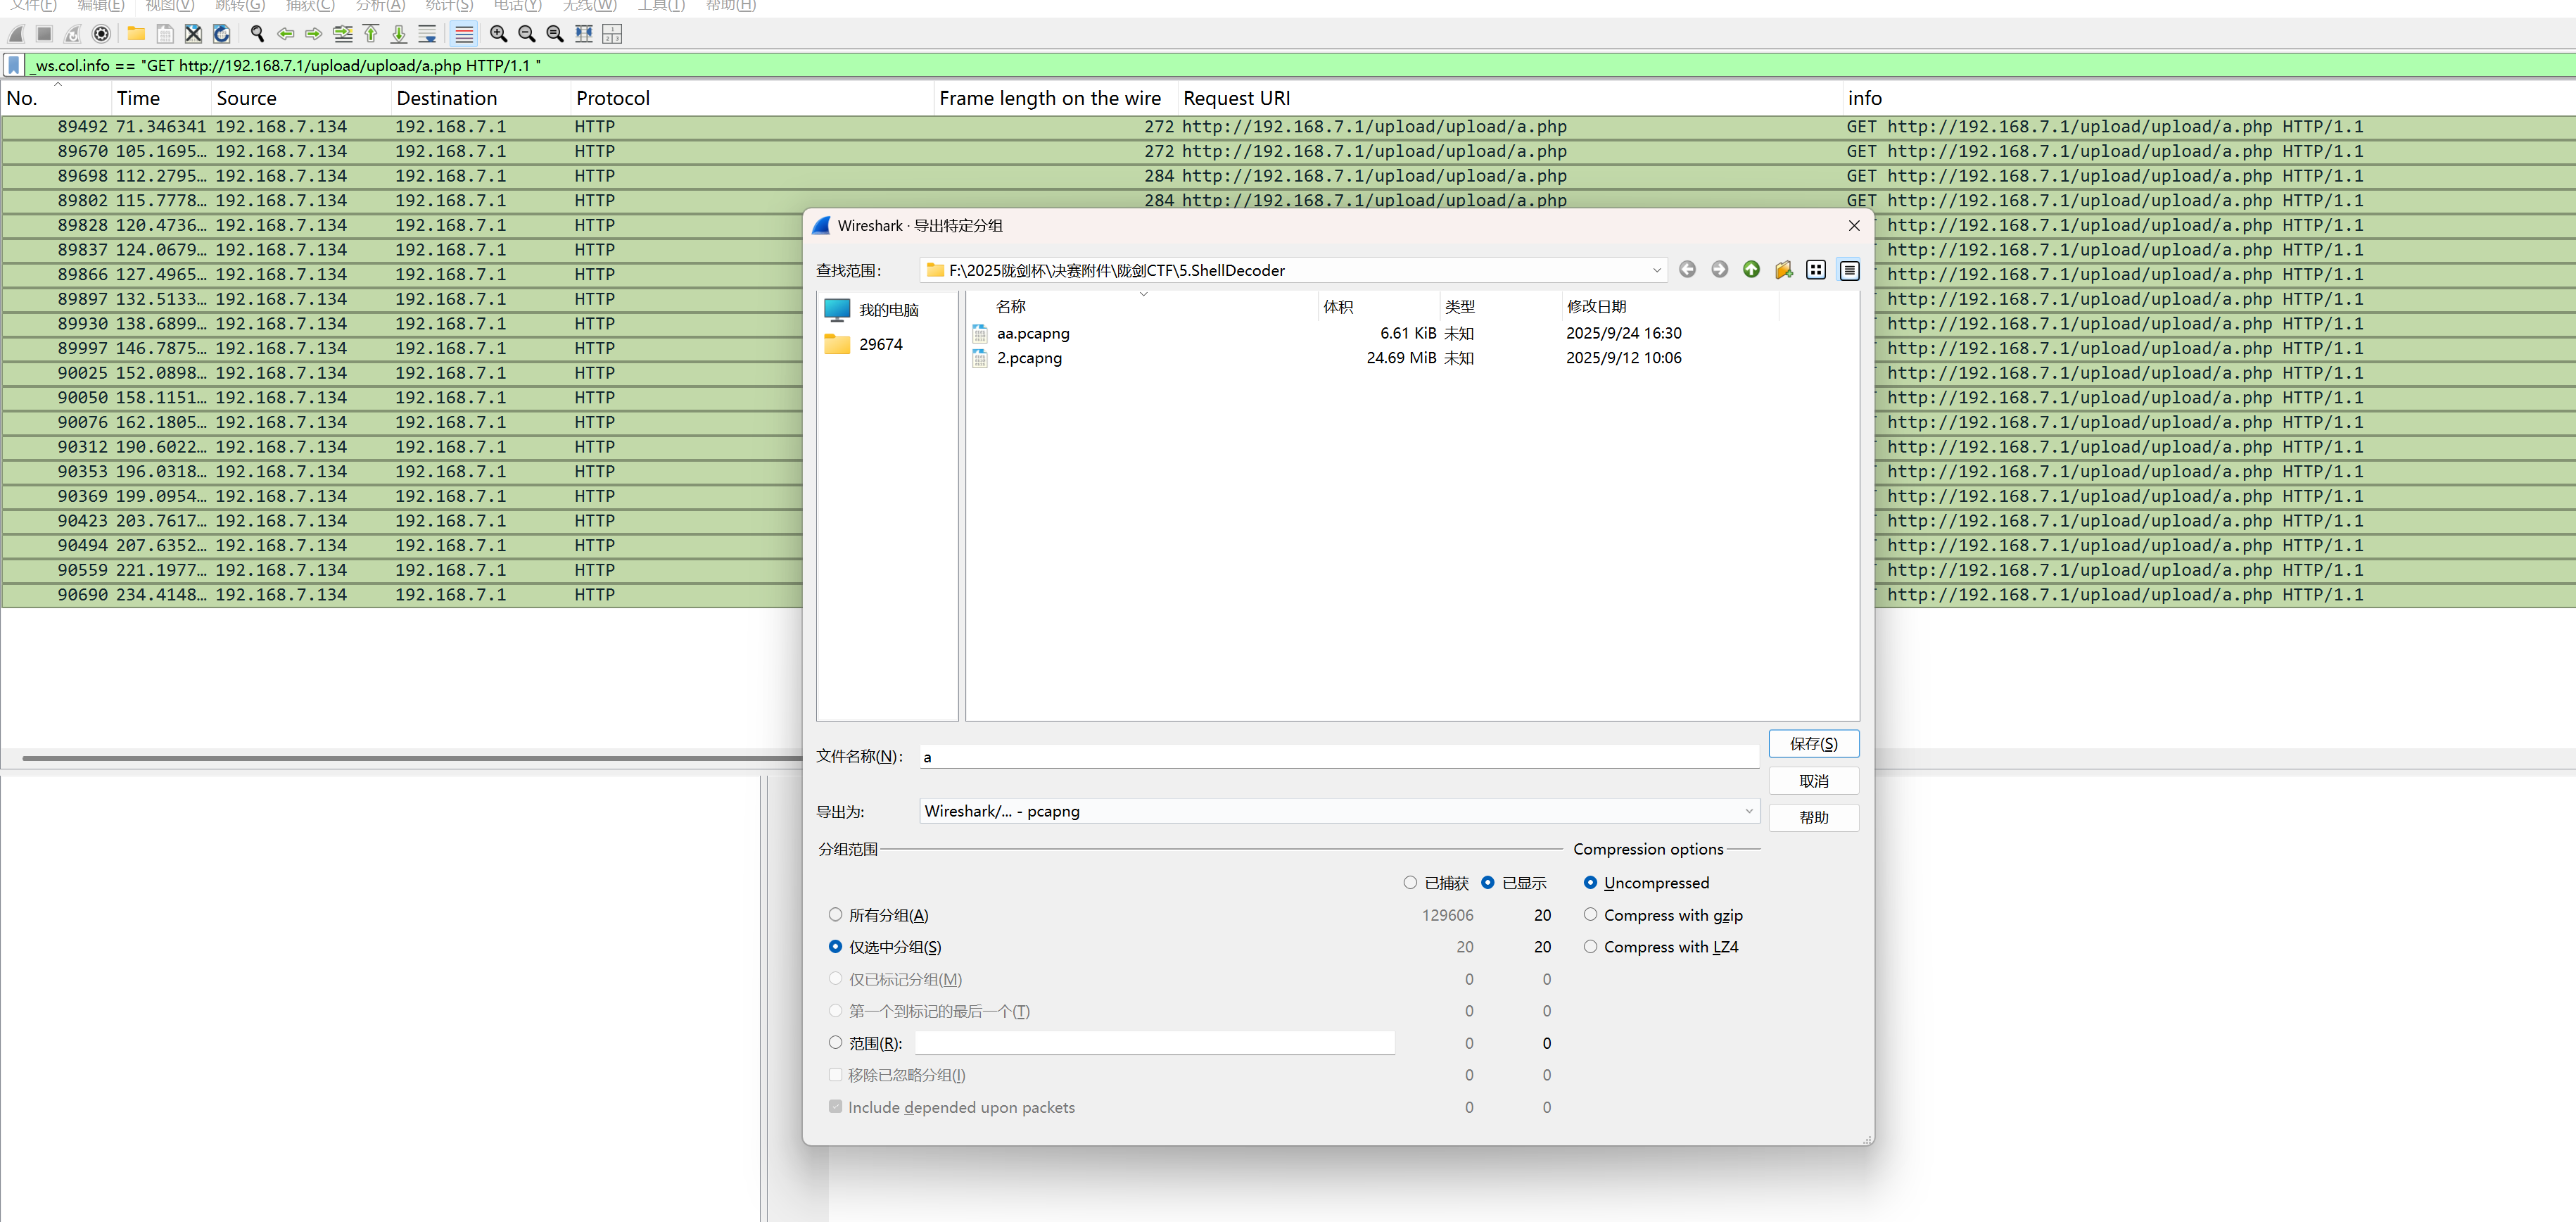 文件(F) 编辑(E) 视图(V) 跳转(G) 捕获(C) 分析(A) 统计(S) 电话(Y) 无线(W) 工具(T) 帮助(H)
_ws.col.info == "GET http://192.168.7.1/upload/upload/a.php HTTP/1.1 "
No. Time Source Destination Protocol Frame length on the wire Request URI info
89492 71.346341 192.168.7.134 192.168.7.1 HTTP 272 http://192.168.7.1/upload/upload/a.php GET http://192.168.7.1/upload/upload/a.php HTTP/1.1
89670 105.1695… 192.168.7.134 192.168.7.1 HTTP 272 http://192.168.7.1/upload/upload/a.php GET http://192.168.7.1/upload/upload/a.php HTTP/1.1
89698 112.2795… 192.168.7.134 192.168.7.1 HTTP 284 http://192.168.7.1/upload/upload/a.php GET http://192.168.7.1/upload/upload/a.php HTTP/1.1
89802 115.7778… 192.168.7.134 192.168.7.1 HTTP 284 http://192.168.7.1/upload/upload/a.php GET http://192.168.7.1/upload/upload/a.php HTTP/1.1
89828 120.4736… 192.168.7.134 192.168.7.1 HTTP http://192.168.7.1/upload/upload/a.php HTTP/1.1
89837 124.0679… 192.168.7.134 192.168.7.1 HTTP http://192.168.7.1/upload/upload/a.php HTTP/1.1
89866 127.4965… 192.168.7.134 192.168.7.1 HTTP http://192.168.7.1/upload/upload/a.php HTTP/1.1
89897 132.5133… 192.168.7.134 192.168.7.1 HTTP http://192.168.7.1/upload/upload/a.php HTTP/1.1
89930 138.6899… 192.168.7.134 192.168.7.1 HTTP http://192.168.7.1/upload/upload/a.php HTTP/1.1
89997 146.7875… 192.168.7.134 192.168.7.1 HTTP http://192.168.7.1/upload/upload/a.php HTTP/1.1
90025 152.0898… 192.168.7.134 192.168.7.1 HTTP http://192.168.7.1/upload/upload/a.php HTTP/1.1
90050 158.1151… 192.168.7.134 192.168.7.1 HTTP http://192.168.7.1/upload/upload/a.php HTTP/1.1
90076 162.1805… 192.168.7.134 192.168.7.1 HTTP http://192.168.7.1/upload/upload/a.php HTTP/1.1
90312 190.6022… 192.168.7.134 192.168.7.1 HTTP http://192.168.7.1/upload/upload/a.php HTTP/1.1
90353 196.0318… 192.168.7.134 192.168.7.1 HTTP http://192.168.7.1/upload/upload/a.php HTTP/1.1
90369 199.0954… 192.168.7.134 192.168.7.1 HTTP http://192.168.7.1/upload/upload/a.php HTTP/1.1
90423 203.7617… 192.168.7.134 192.168.7.1 HTTP http://192.168.7.1/upload/upload/a.php HTTP/1.1
90494 207.6352… 192.168.7.134 192.168.7.1 HTTP http://192.168.7.1/upload/upload/a.php HTTP/1.1
90559 221.1977… 192.168.7.134 192.168.7.1 HTTP http://192.168.7.1/upload/upload/a.php HTTP/1.1
90690 234.4148… 192.168.7.134 192.168.7.1 HTTP http://192.168.7.1/upload/upload/a.php HTTP/1.1
Wireshark · 导出特定分组
查找范围: F:\2025陇剑杯\决赛附件\陇剑CTF\5.ShellDecoder
我的电脑
29674
名称 体积 类型 修改日期
aa.pcapng 6.61 KiB 未知 2025/9/24 16:30
2.pcapng 24.69 MiB 未知 2025/9/12 10:06
文件名称(N): a 保存(S)
取消
导出为: Wireshark/... - pcapng 帮助
分组范围 Compression options
已捕获 已显示 Uncompressed
所有分组(A) 129606 20 Compress with gzip
仅选中分组(S) 20 20 Compress with LZ4
仅已标记分组(M) 0 0
第一个到标记的最后一个(T) 0 0
范围(R): 0 0
移除已忽略分组(I) 0 0
Include depended upon packets 0 0